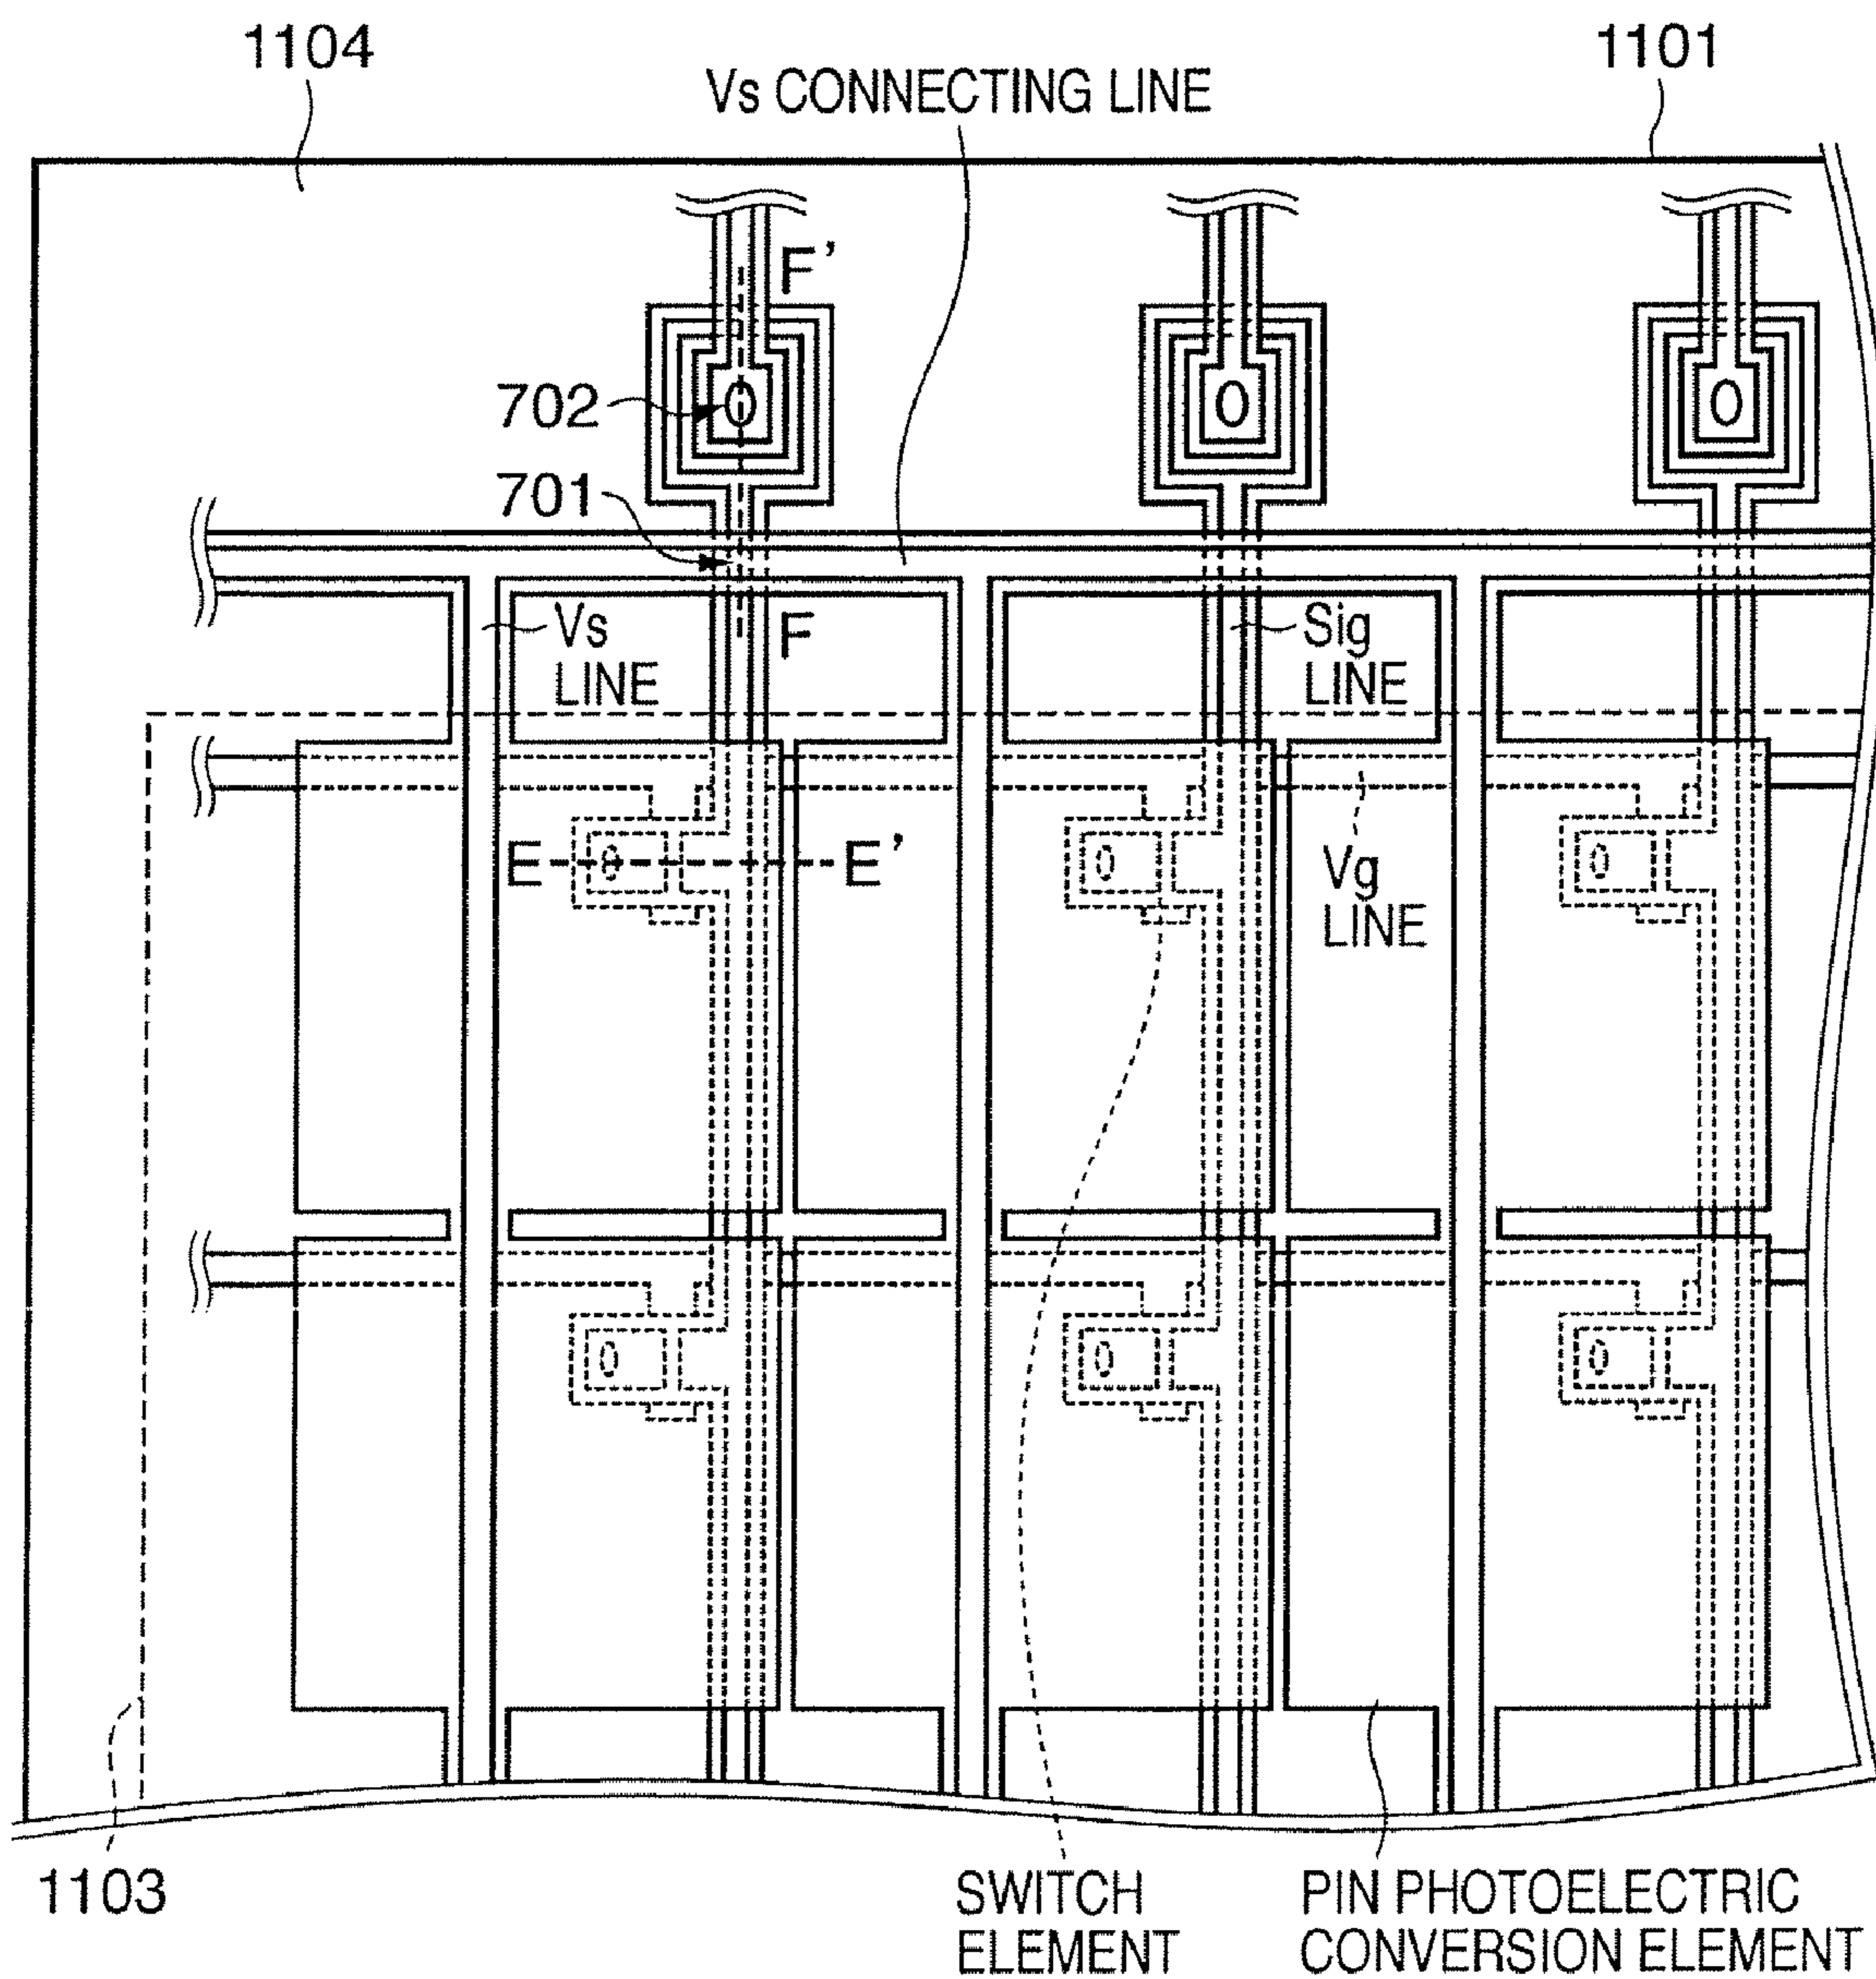 1104
1101
Vs CONNECTING LINE
F'
702
701
Vs
LINE
F
Sig
LINE
E
E'
Vg
LINE
1103
SWITCH
ELEMENT
PIN PHOTOELECTRIC
CONVERSION ELEMENT